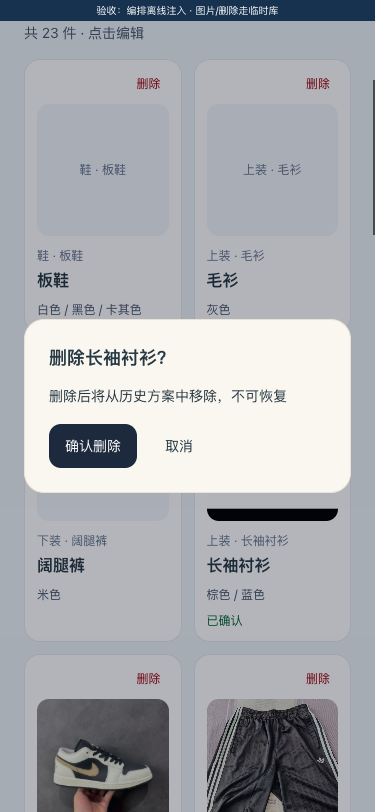 验收：编排离线注入 · 图片/删除走临时库
共 23 件 · 点击编辑
删除
删除
鞋 · 板鞋
上装 · 毛衫
鞋 · 板鞋
上装 · 毛衫
板鞋
毛衫
白色 / 黑色 / 卡其色
灰色
删除长袖衬衫?
删除后将从历史方案中移除，不可恢复
确认删除
取消
下装 · 阔腿裤
上装 · 长袖衬衫
阔腿裤
长袖衬衫
米色
棕色 / 蓝色
已确认
删除
删除